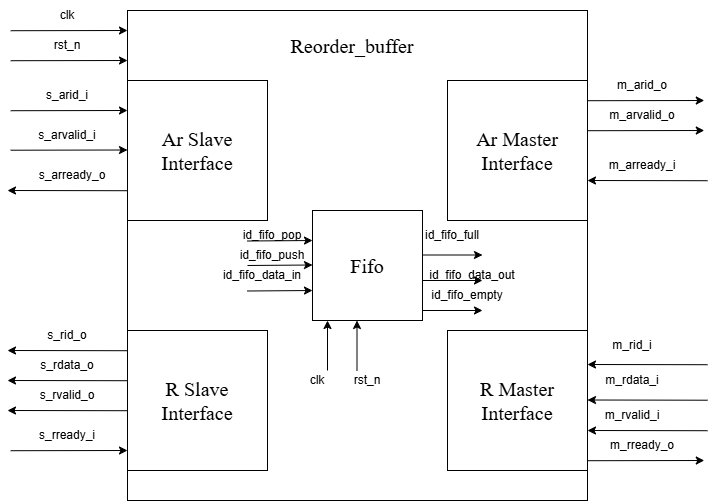 clk
rst_n
Reorder_buffer
s_arid_i
s_arvalid_i
s_arready_o
Ar Slave
Interface
Ar Master
Interface
m_arid_o
m_arvalid_o
m_arready_i
id_fifo_pop
id_fifo_push
id_fifo_data_in
Fifo
id_fifo_full
id_fifo_data_out
id_fifo_empty
clk
rst_n
s_rid_o
s_rdata_o
s_rvalid_o
s_rready_i
R Slave
Interface
R Master
Interface
m_rid_i
m_rdata_i
m_rvalid_i
m_rready_o